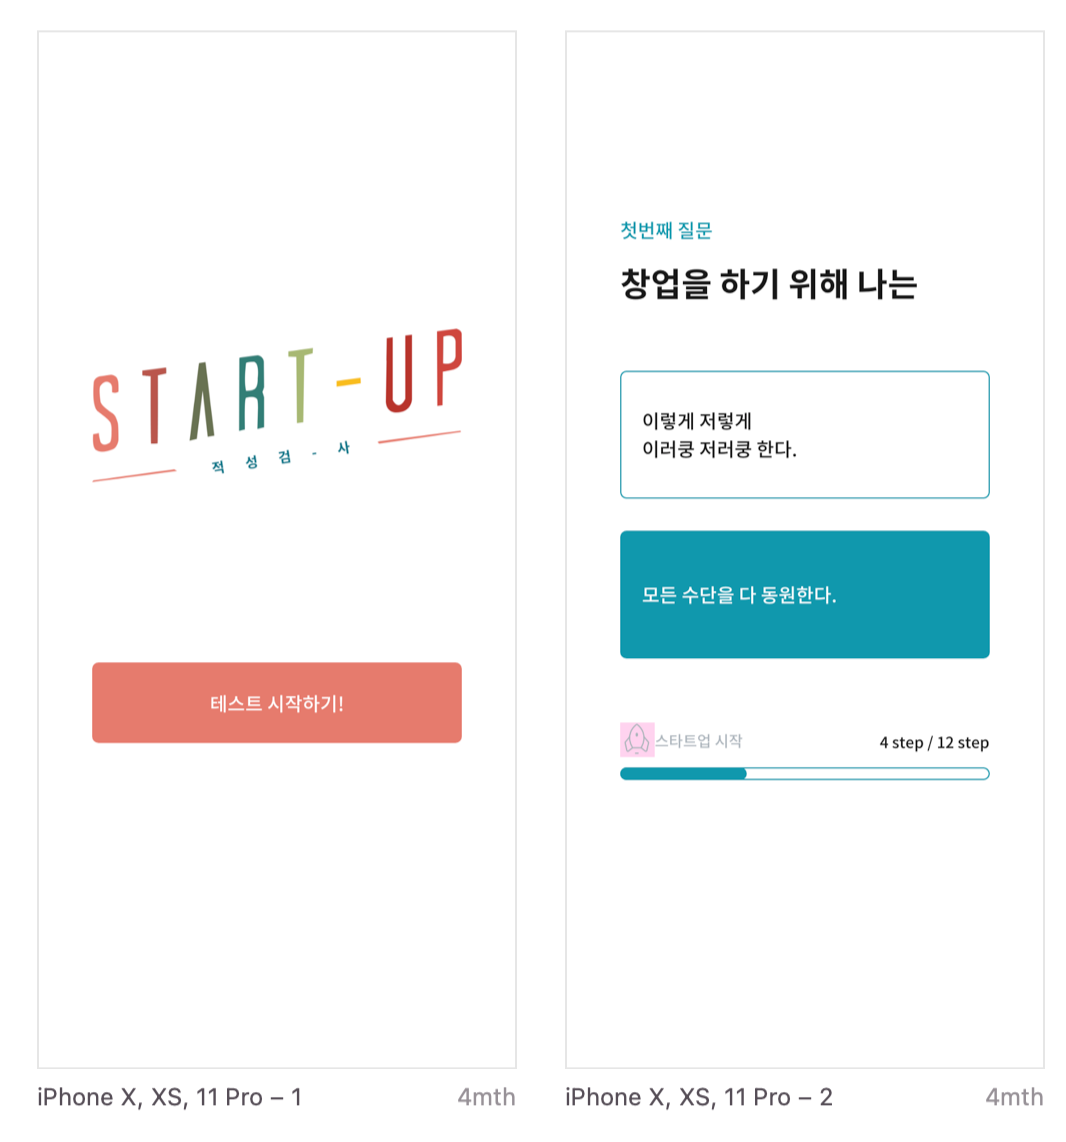 START-UP
적성검-사
테스트 시작하기!
iPhone X, XS, 11 Pro – 1
4mth
첫번째 질문
창업을 하기 위해 나는
이렇게 저렇게
이러쿵 저러쿵 한다.
모든 수단을 다 동원한다.
스타트업 시작
4 step / 12 step
iPhone X, XS, 11 Pro – 2
4mth